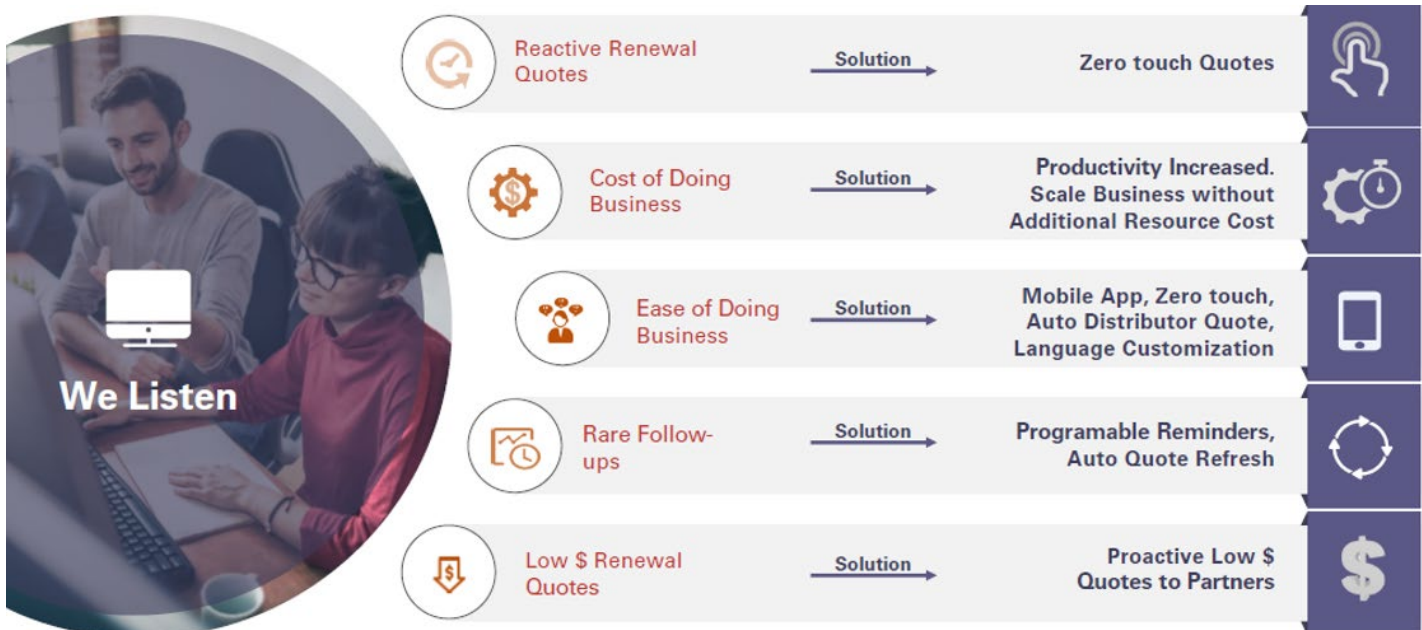 We Listen
Reactive Renewal
Quotes
Solution
Zero touch Quotes
Cost of Doing
Business
Solution
Productivity Increased.
Scale Business without
Additional Resource Cost
Ease of Doing
Business
Solution
Mobile App, Zero touch,
Auto Distributor Quote,
Language Customization
Rare Follow-
ups
Solution
Programable Reminders,
Auto Quote Refresh
Low $ Renewal
Quotes
Solution
Proactive Low $
Quotes to Partners